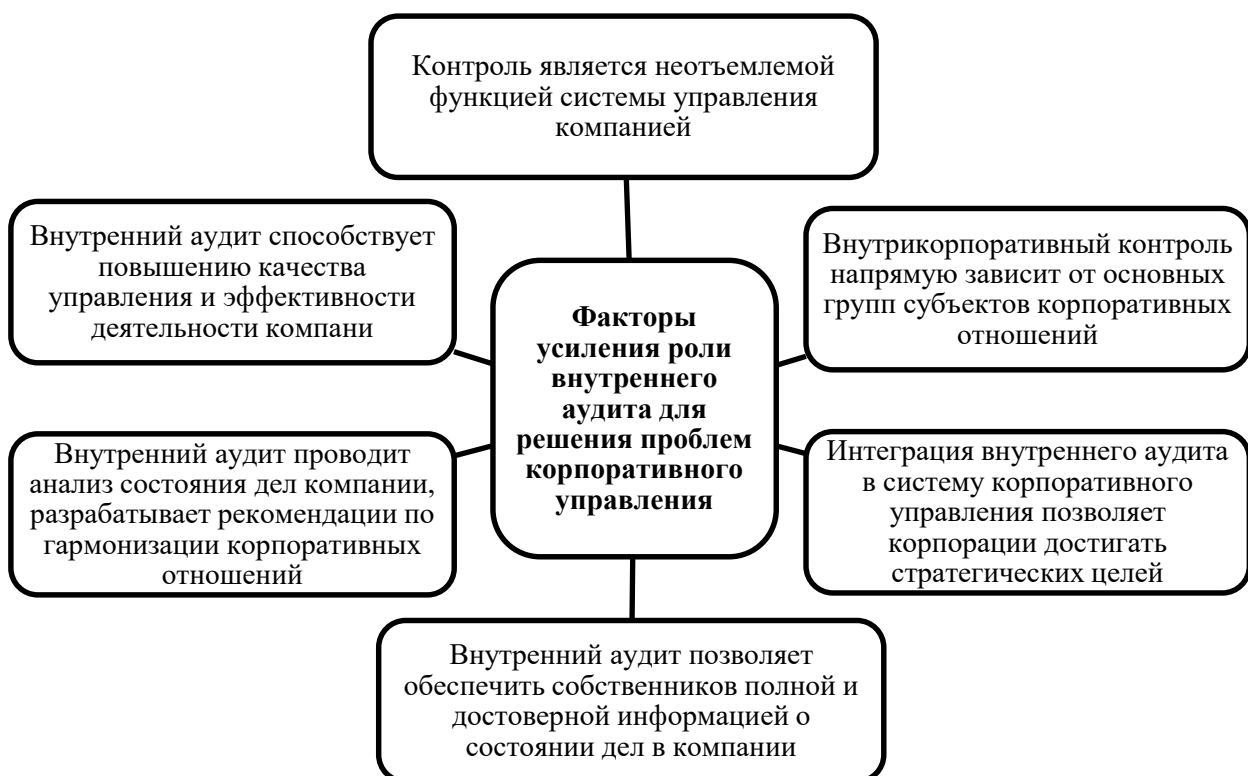 Контроль является неотъемлемой
функцией системы управления
компанией
Внутренний аудит способствует
повышению качества
управления и эффективности
деятельности компани
Внутрикорпоративный контроль
напрямую зависит от основных
групп субъектов корпоративных
отношений
Факторы
усиления роли
внутреннего
аудита для
решения проблем
корпоративного
управления
Внутренний аудит проводит
анализ состояния дел компании,
разрабатывает рекомендации по
гармонизации корпоративных
отношений
Интеграция внутреннего аудита
в систему корпоративного
управления позволяет
корпорации достигать
стратегических целей
Внутренний аудит позволяет
обеспечить собственников полной и
достоверной информацией о
состоянии дел в компании